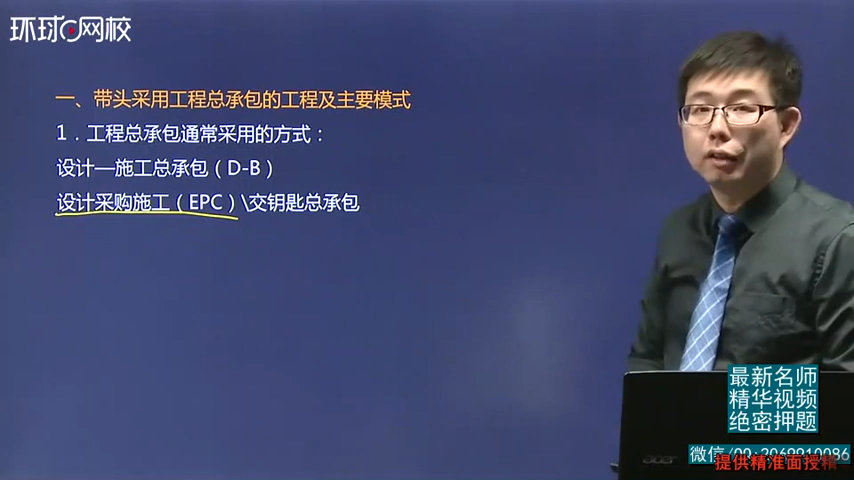 环球网校
一、带头采用工程总承包的工程及主要模式
1．工程总承包通常采用的方式：
设计—施工总承包（D-B）
设计采购施工（EPC）\交钥匙总承包
最新名师
精华视频
绝密押题
微信/QQ:2069910086
提供精准面授精
acer